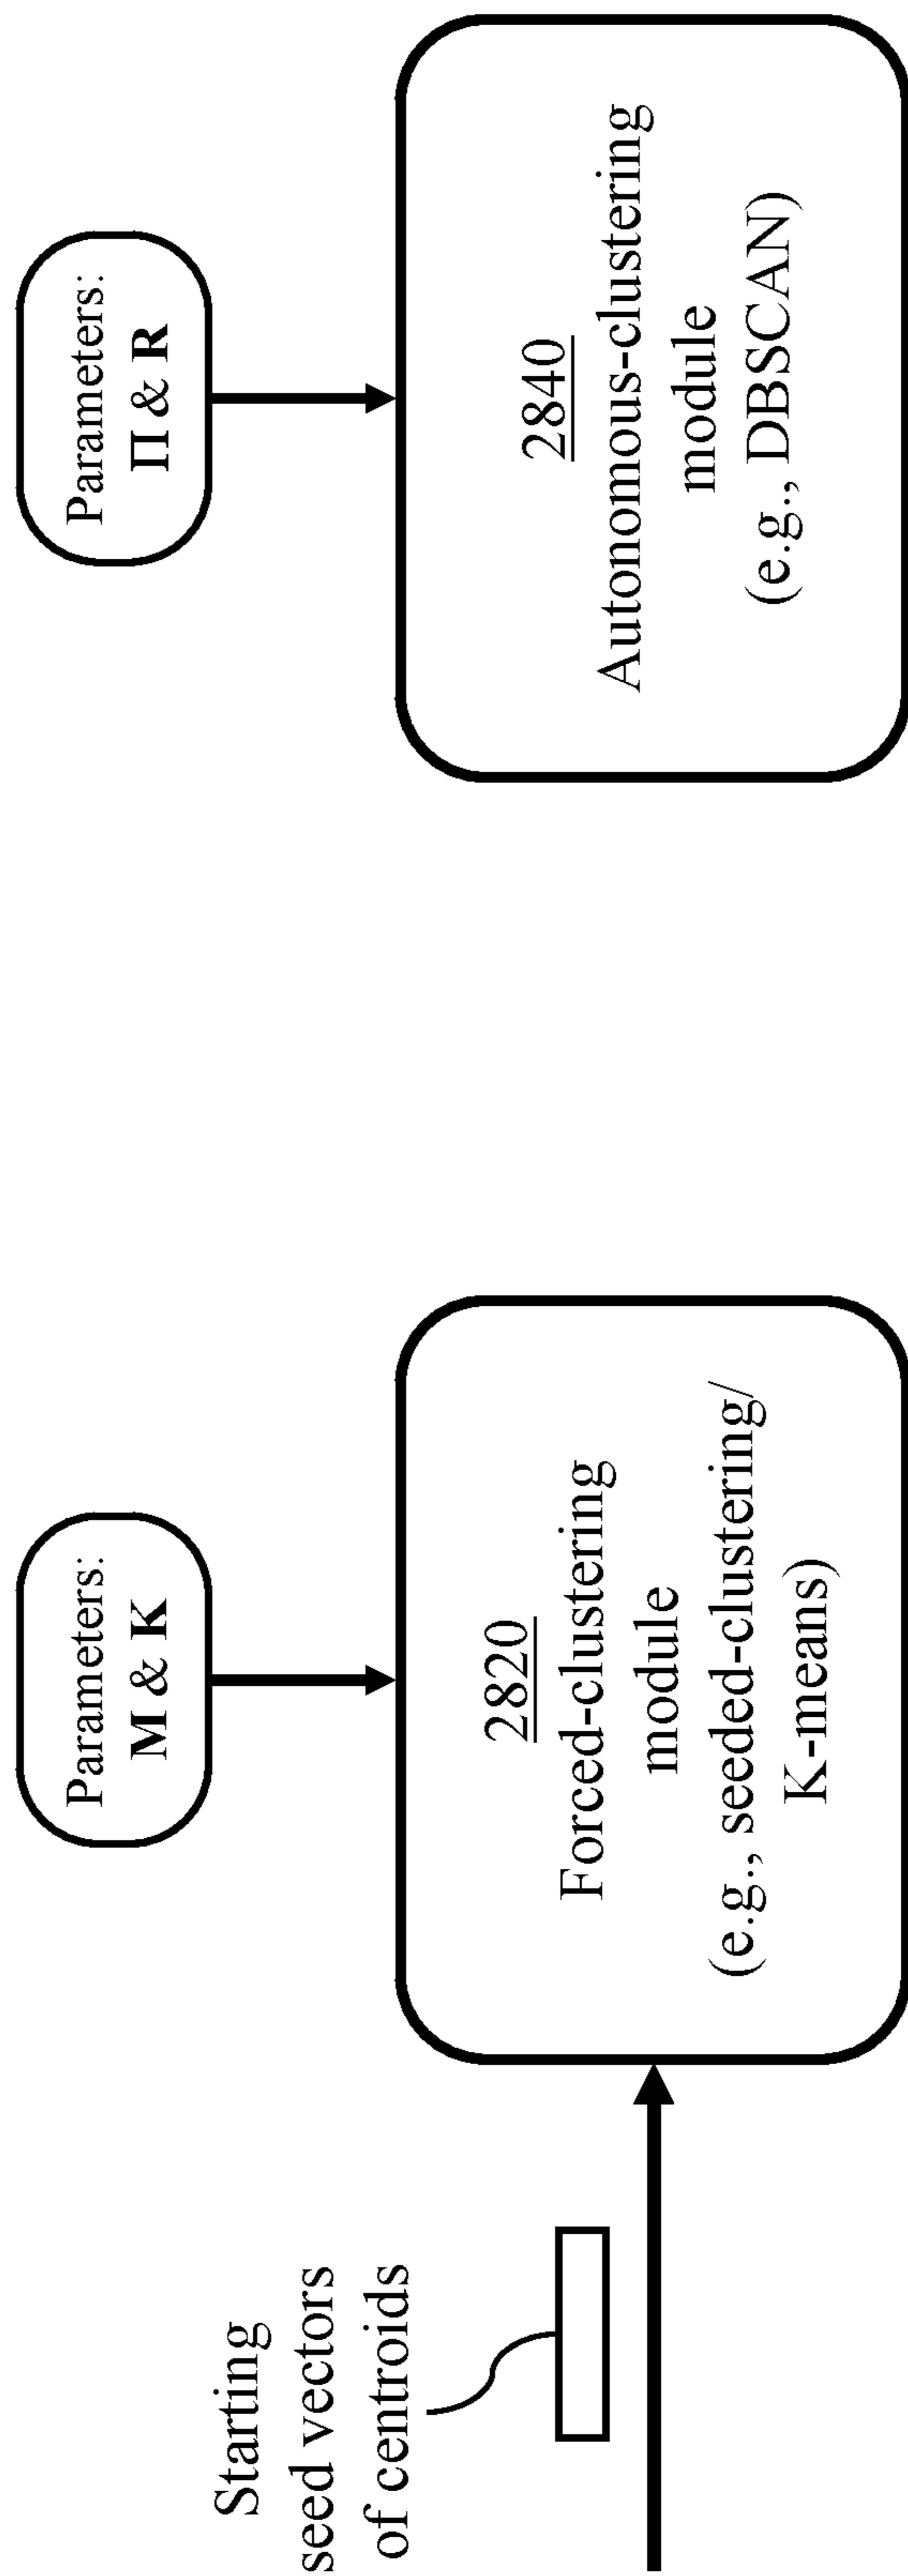 Starting
seed vectors
of centroids
Parameters:
M & K
2820
Forced-clustering
module
(e.g., seeded-clustering/
K-means)
Parameters:
Π & R
2840
Autonomous-clustering
module
(e.g., DBSCAN)